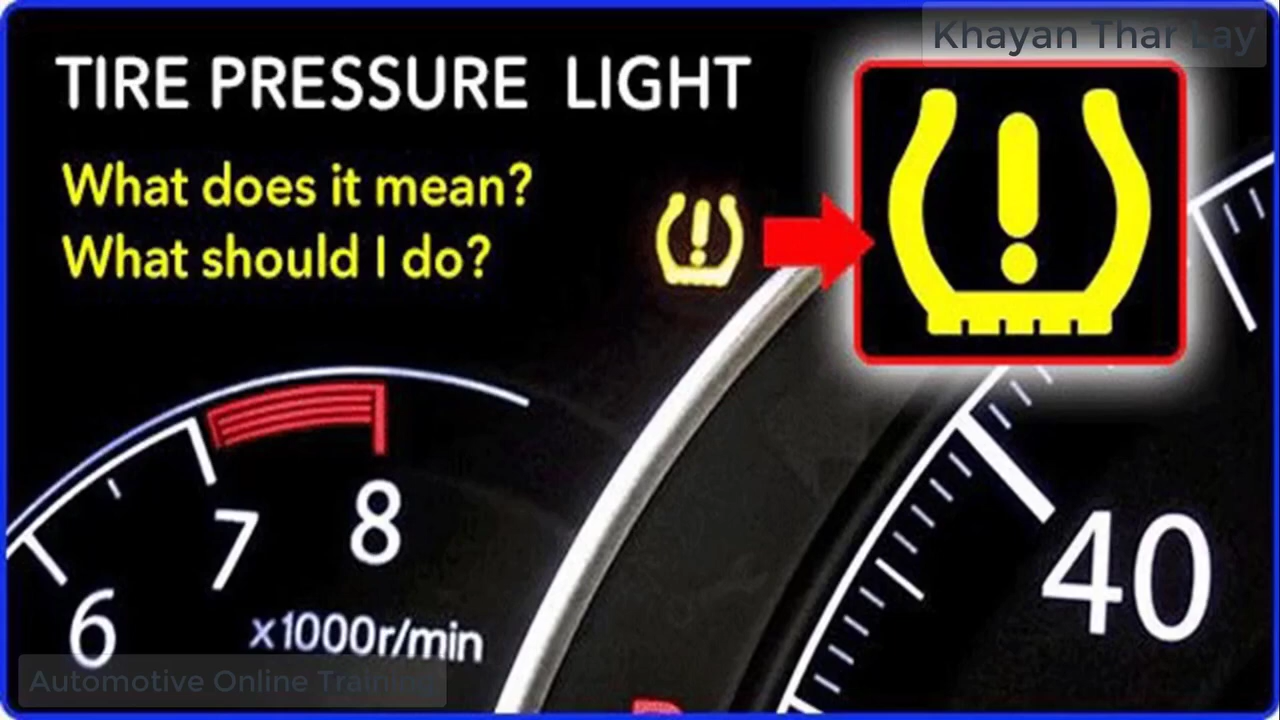 Khayan Thar Lay
TIRE PRESSURE LIGHT
What does it mean?
What should I do?
!
!
40
8
7
6
x1000r/min
Automotive Online Training